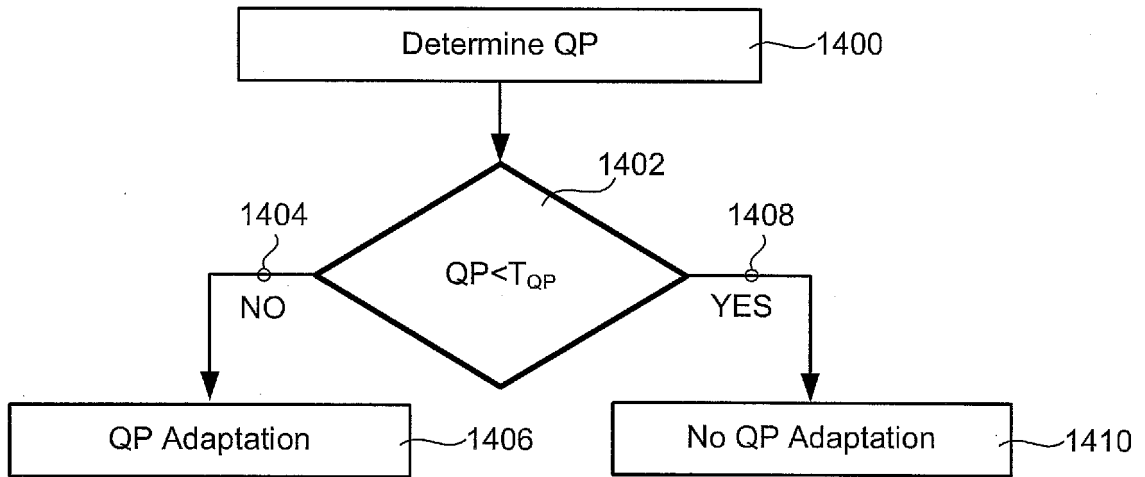 Determine QP
1400
1402
1404
1408
QP<T_QP
NO
YES
QP Adaptation
1406
No QP Adaptation
1410